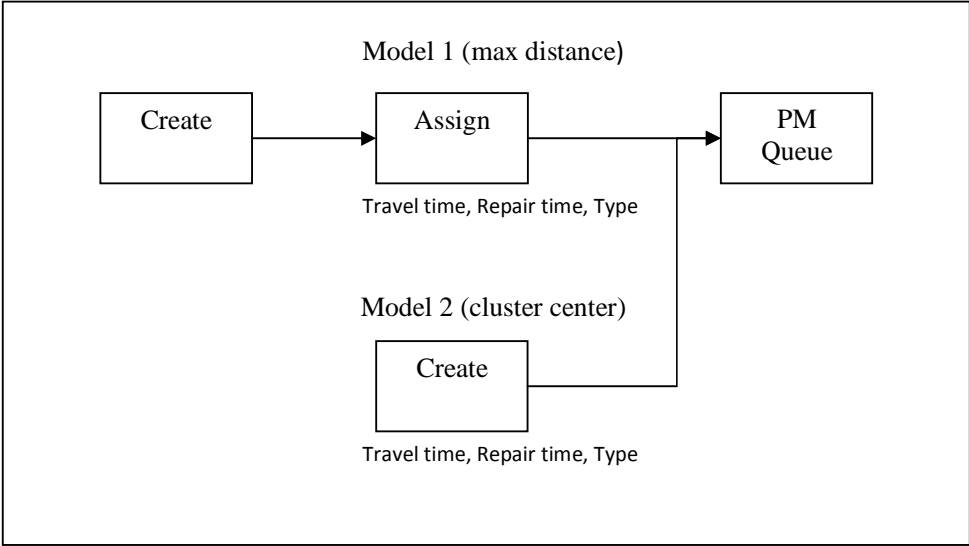 Model 1 (max distance)
Create
Assign
PM
Queue
Travel time, Repair time, Type
Model 2 (cluster center)
Create
Travel time, Repair time, Type